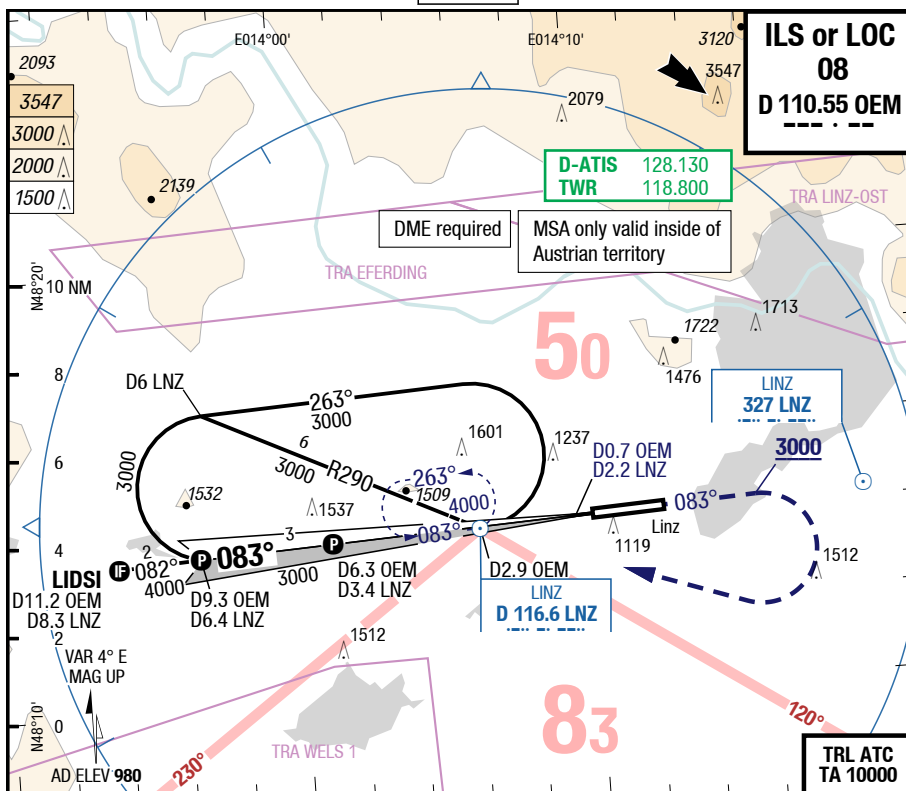 E014°00'
E014°10'
ILS or LOC
08
D 110.55 OEM
2093
3547
3000
2000
1500
3120
3547
2079
2139
D-ATIS 128.130
TWR 118.800
TRA LINZ-OST
DME required
MSA only valid inside of
Austrian territory
TRA EFERDING
N48°20'
10 NM
50
1713
1722
1476
8
D6 LNZ
263°
3000
LINZ
327 LNZ
6
3000
R290
3000
1601
1237
D0.7 OEM
D2.2 LNZ
3000
6
1532
1537
263°
1509
4000
083°
083°
Linz
1119
1512
4
LIDSI
D11.2 OEM
D8.3 LNZ
IF
2
082°
4000
P
083°
3
3000
P
D9.3 OEM
D6.4 LNZ
D6.3 OEM
D3.4 LNZ
D2.9 OEM
LINZ
D 116.6 LNZ
2
1512
VAR 4° E
MAG UP
83
N48°10'
0
TRA WELS 1
230°
120°
AD ELEV 980
TRL ATC
TA 10000